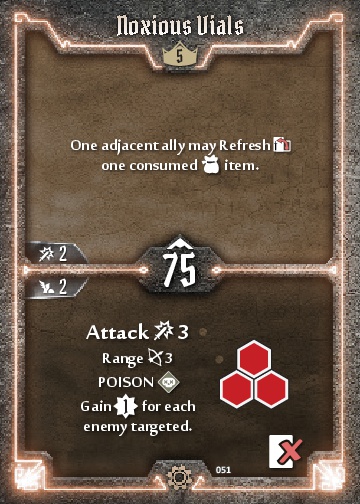 Noxious Vials
5
One adjacent ally may Refresh
one consumed item.
2
75
2
Attack 3
Range 3
POISON
Gain 1 for each
enemy targeted.
051